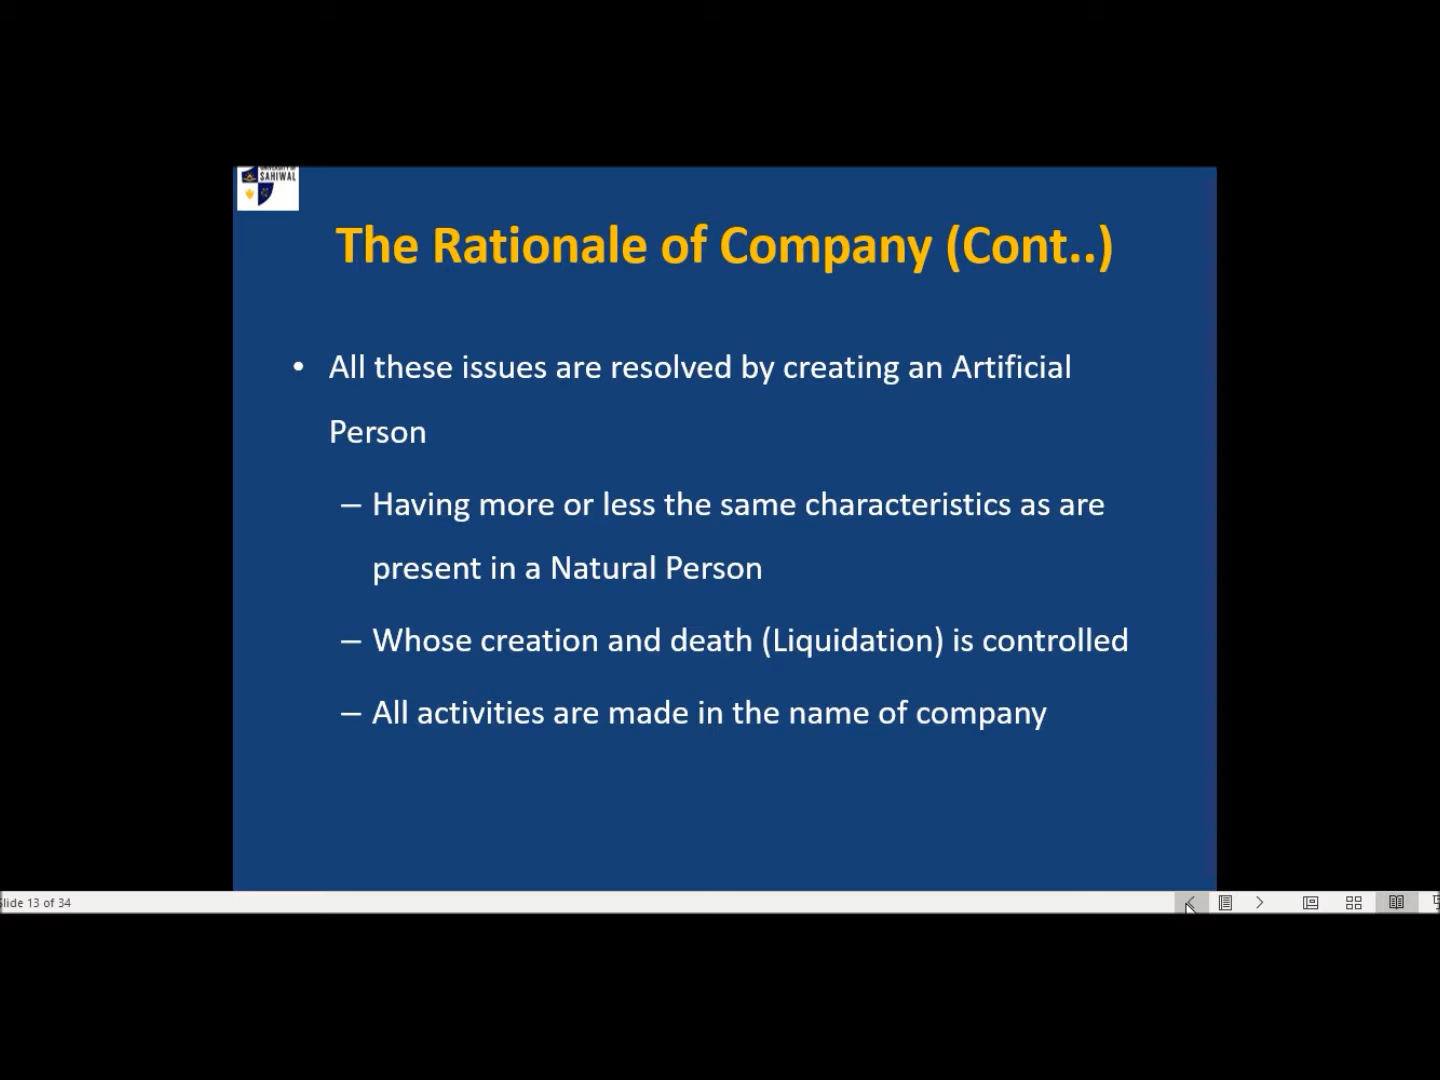 SAHIWAL
The Rationale of Company (Cont..)
• All these issues are resolved by creating an Artificial
Person
– Having more or less the same characteristics as are
present in a Natural Person
– Whose creation and death (Liquidation) is controlled
– All activities are made in the name of company
lide 13 of 34